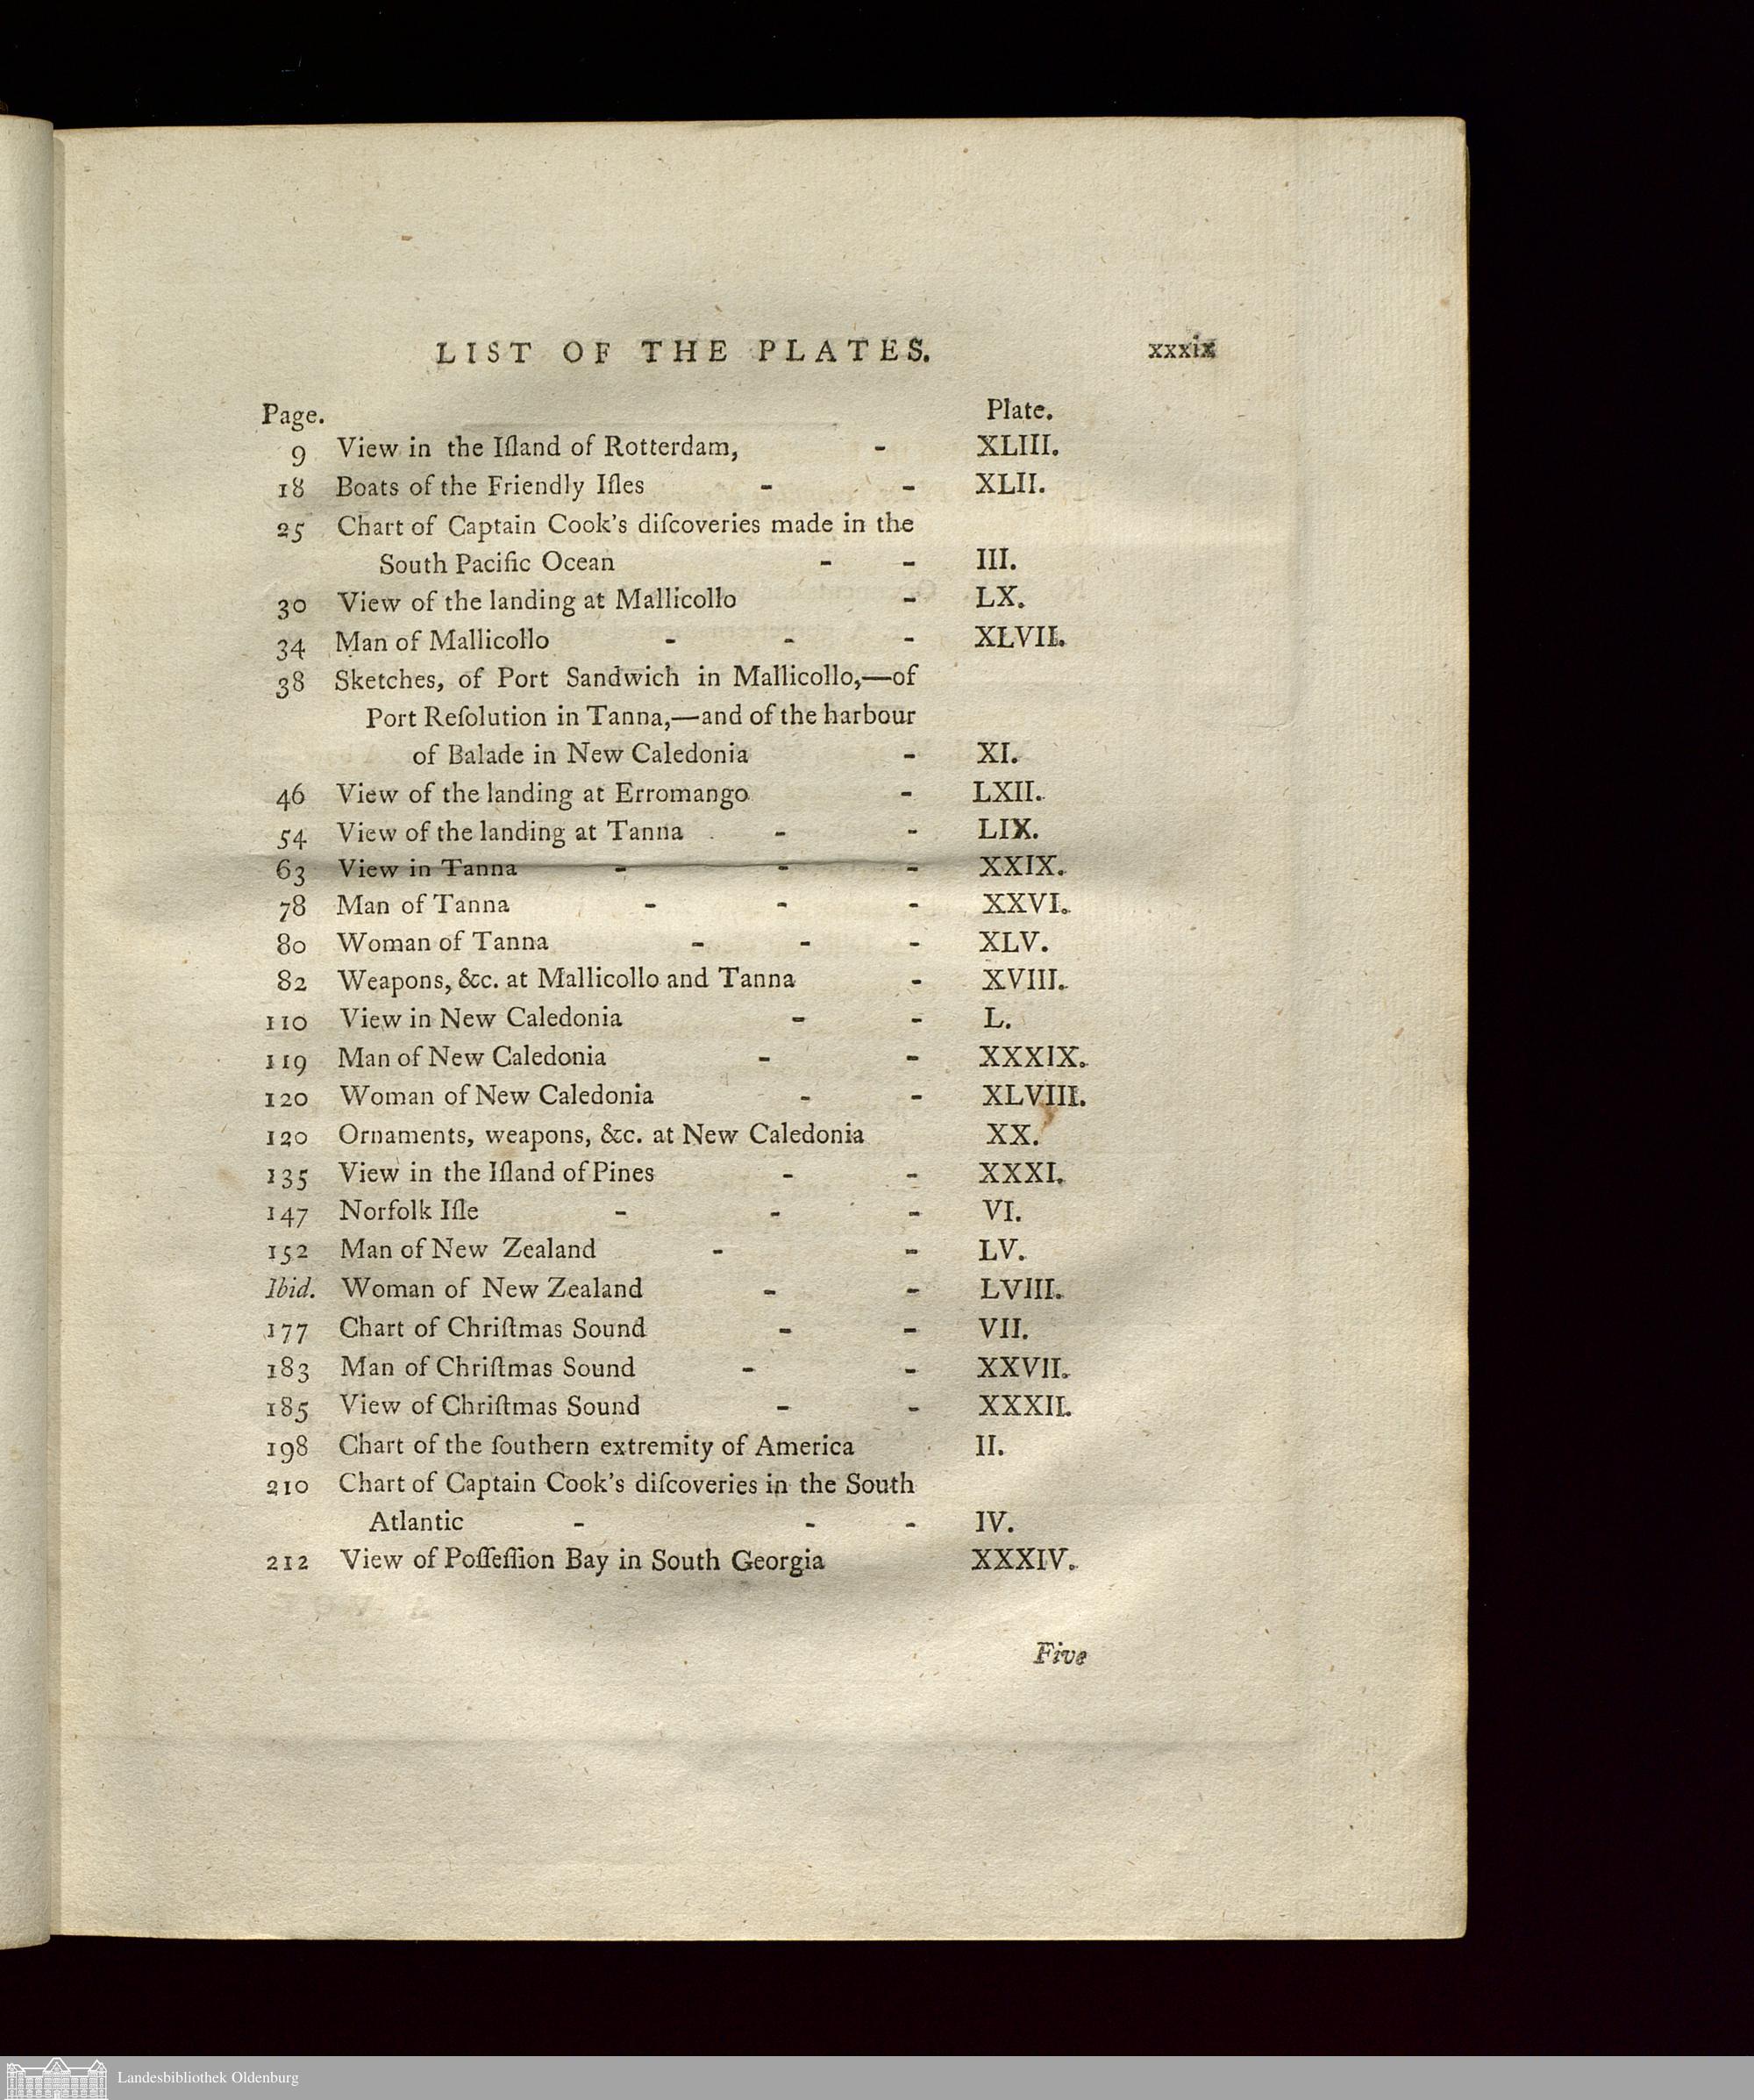 LIST OF THE PLATES. xxxix
Page. Plate.
9 View in the Iſland of Rotterdam, - XLIII.
18 Boats of the Friendly Iſles - - XLII.
25 Chart of Captain Cook's diſcoveries made in the
South Pacific Ocean - - III.
30 View of the landing at Mallicollo - LX.
34 Man of Mallicollo - - - XLVII.
38 Sketches, of Port Sandwich in Mallicollo,—of
Port Reſolution in Tanna,—and of the harbour
of Balade in New Caledonia - XI.
46 View of the landing at Erromango - LXII.
54 View of the landing at Tanna - - LIX.
63 View in Tanna - - - XXIX.
78 Man of Tanna - - - XXVI.
80 Woman of Tanna - - - XLV.
82 Weapons, &c. at Mallicollo and Tanna - XVIII.
110 View in New Caledonia - - L.
119 Man of New Caledonia - - XXXIX.
120 Woman of New Caledonia - - XLVIII.
120 Ornaments, weapons, &c. at New Caledonia XX.
135 View in the Iſland of Pines - - XXXI.
147 Norfolk Iſle - - - VI.
152 Man of New Zealand - - LV.
Ibid. Woman of New Zealand - - LVIII.
177 Chart of Chriſtmas Sound - - VII.
183 Man of Chriſtmas Sound - - XXVII.
185 View of Chriſtmas Sound - - XXXII.
198 Chart of the ſouthern extremity of America II.
210 Chart of Captain Cook's diſcoveries in the South
Atlantic - - - IV.
212 View of Poſſeſſion Bay in South Georgia XXXIV.
Five
Landesbibliothek Oldenburg